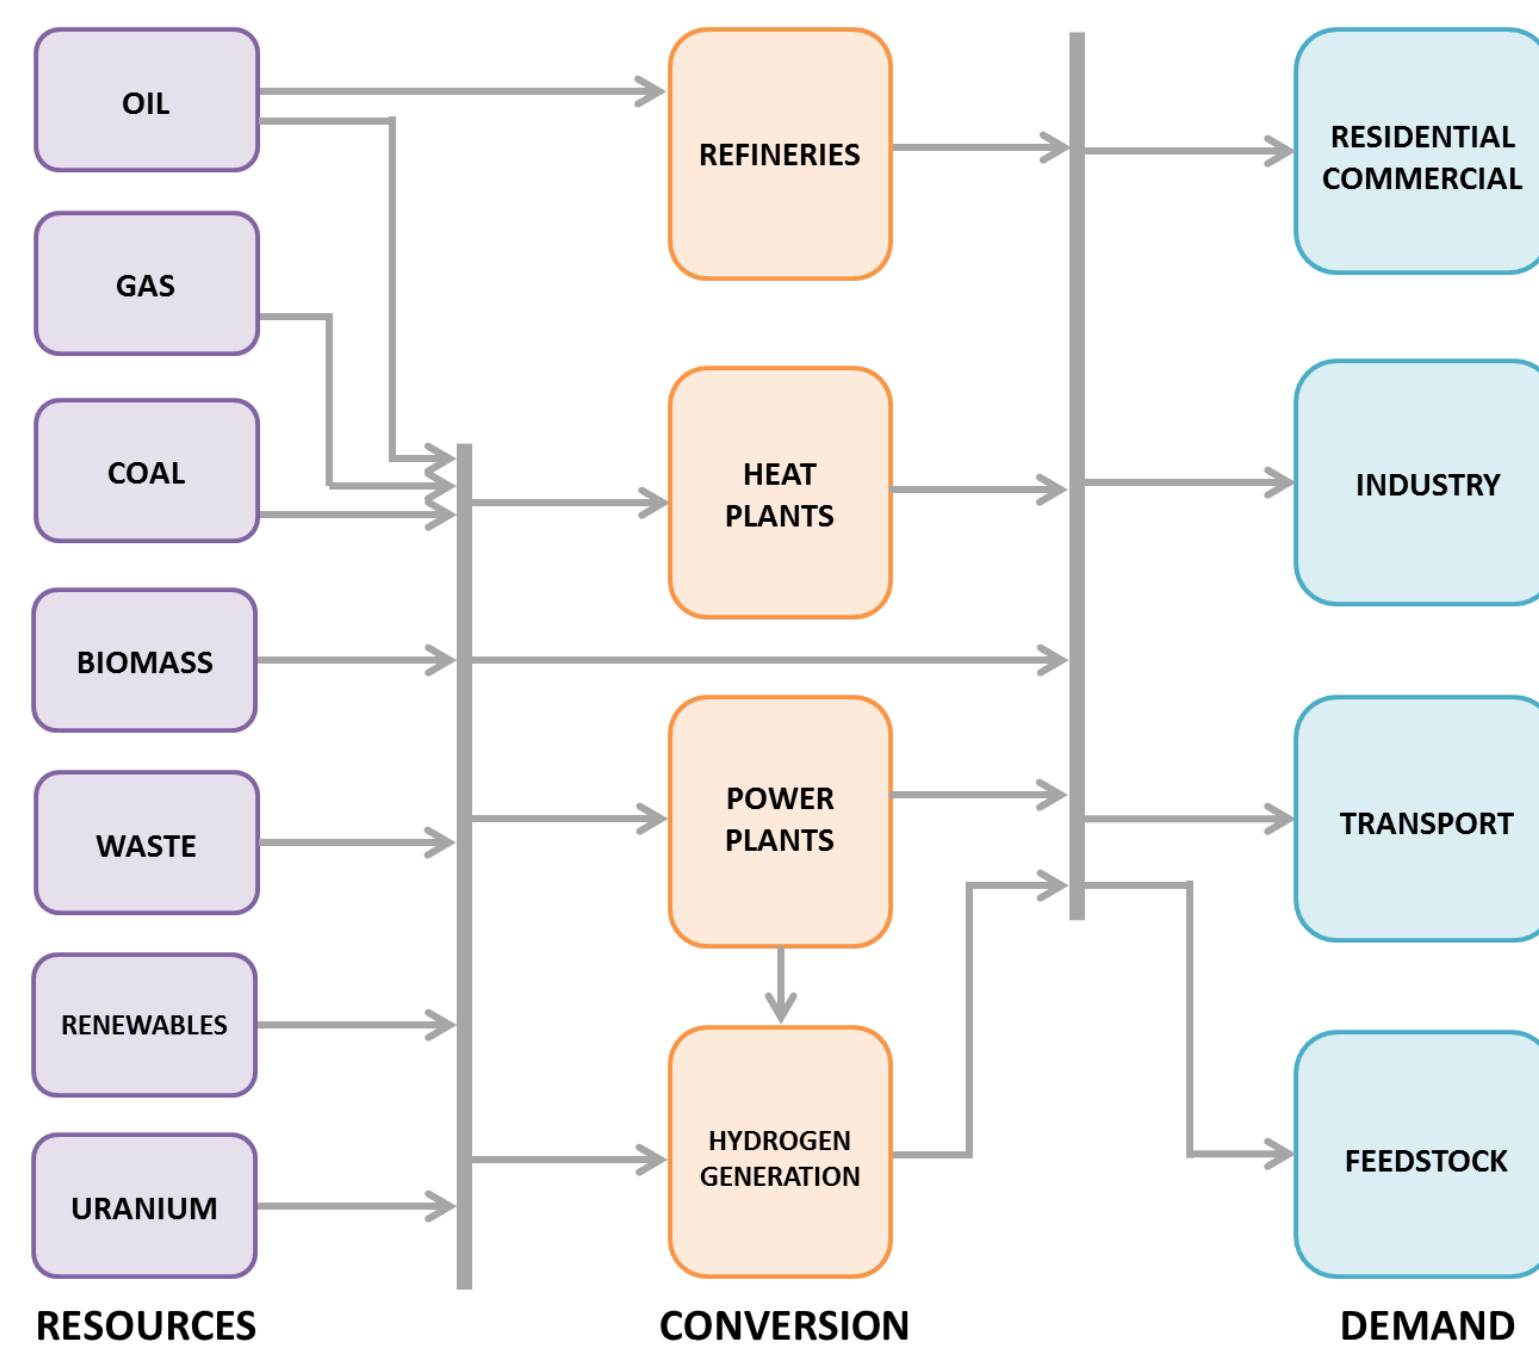 OIL
GAS
COAL
BIOMASS
WASTE
RENEWABLES
URANIUM
RESOURCES
REFINERIES
HEAT
PLANTS
POWER
PLANTS
HYDROGEN
GENERATION
CONVERSION
RESIDENTIAL
COMMERCIAL
INDUSTRY
TRANSPORT
FEEDSTOCK
DEMAND